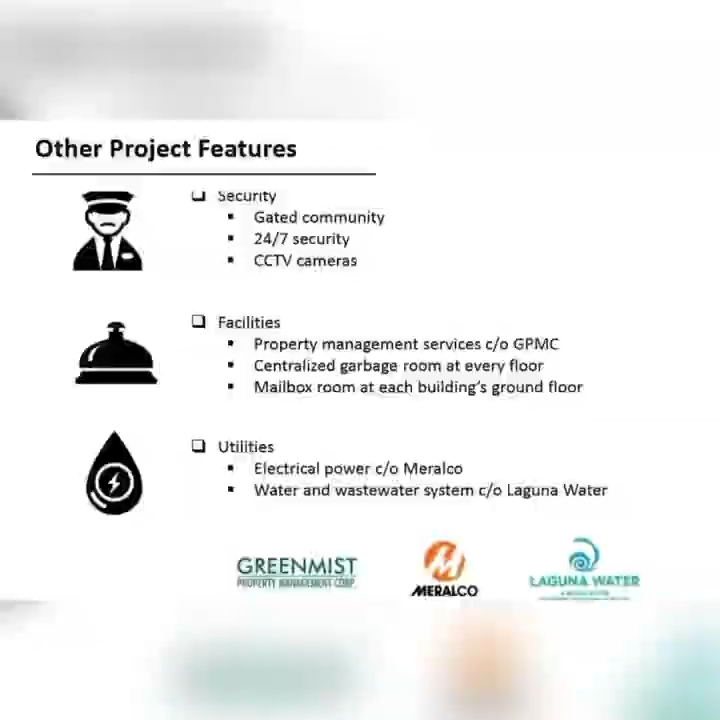 Other Project Features
Security
Gated community
24/7 security
CCTV cameras
Facilities
Property management services c/o GPMC
Centralized garbage room at every floor
Mailbox room at each building's ground floor
Utilities
Electrical power c/o Meralco
Water and wastewater system c/o Laguna Water
GREENMIST
PROPERTY MANAGEMENT CORP.
MERALCO
LAGUNA WATER